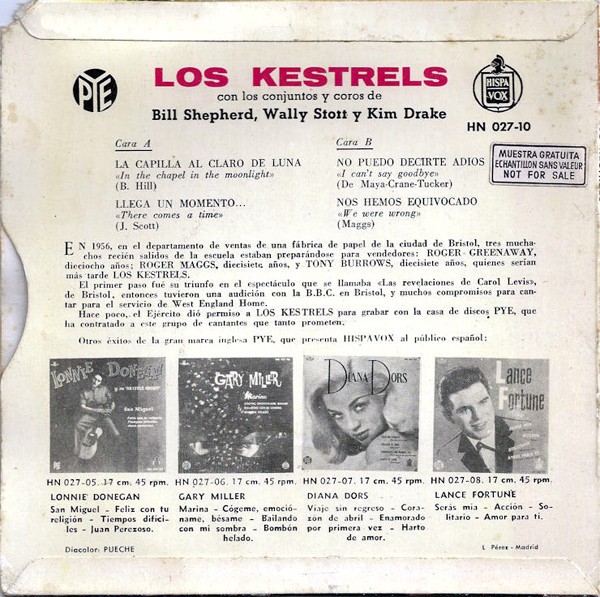 PYE
LOS KESTRELS
con los conjuntos y coros de
Bill Shepherd, Wally Stott y Kim Drake
HISPA
VOX
HN 027-10
MUESTRA GRATUITA
ECHANTILLON SANS VALEUR
NOT FOR SALE
Cara A
LA CAPILLA AL CLARO DE LUNA
«In the chapel in the moonlight»
(B. Hill)
LLEGA UN MOMENTO...
«There comes a time»
(J. Scott)
Cara B
NO PUEDO DECIRTE ADIOS
«I can't say goodbye»
(De Maya-Crane-Tucker)
NOS HEMOS EQUIVOCADO
«We were wrong»
(Maggs)
EN 1956, en el departamento de ventas de una fábrica de papel de la ciudad de Bristol, tres mucha-
chos recién salidos de la escuela estaban preparándose para vendedores: ROGER GREENAWAY,
dieciocho años; ROGER MAGGS, diecisiete años, y TONY BURROWS, diecisiete años, quienes serían
más tarde LOS KESTRELS.
El primer paso fué su triunfo en el espectáculo que se llamaba «Las revelaciones de Carol Levis»,
de Bristol, entonces tuvieron una audición con la B.B.C. en Bristol, y muchos compromisos para can-
tar para el servicio de West England Home.
Hace poco, el Ejército dió permiso a LOS KESTRELS para grabar con la casa de discos PYE, que
ha contratado a este grupo de cantantes que tanto prometen.
Otros éxitos de la gran marca inglesa PYE, que presenta HISPAVOX al público español:
LONNIE DONEGAN
San Miguel
GARY MILLER
Marina
DIANA DORS
Lance
Fortune
HN 027-05. 17 cm. 45 rpm.
LONNIE DONEGAN
San Miguel - Feliz con tu
religión - Tiempos difíci-
les - Juan Perezoso.
HN 027-06. 17 cm. 45 rpm.
GARY MILLER
Marina - Cógeme, emoció-
name, bésame - Bailando
con mi sombra - Bombón
helado.
HN 027-07. 17 cm. 45 rpm.
DIANA DORS
Viaje sin regreso - Cora-
zón de abril - Enamorado
por primera vez - Harto
de amor.
HN 027-08. 17 cm. 45 rpm.
LANCE FORTUNE
Serás mia - Acción - So-
litario - Amor para ti.
Diacolor: PUECHE
L. Pérez - Madrid